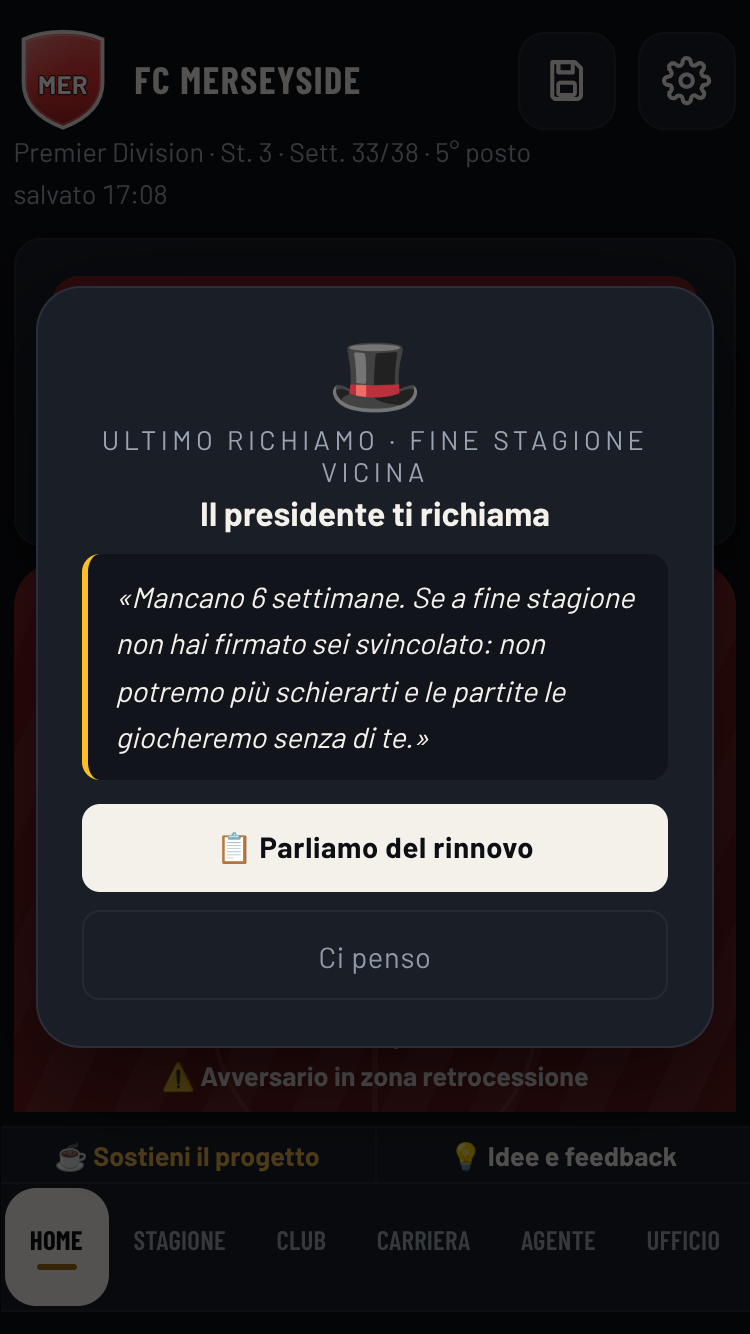 MER
FC MERSEYSIDE
Premier Division · St. 3 · Sett. 33/38 · 5° posto
salvato 17:08
ULTIMO RICHIAMO · FINE STAGIONE
VICINA
Il presidente ti richiama
«Mancano 6 settimane. Se a fine stagione
non hai firmato sei svincolato: non
potremo più schierarti e le partite le
giocheremo senza di te.»
📋 Parliamo del rinnovo
Ci penso
⚠️ Avversario in zona retrocessione
☕ Sostieni il progetto
💡 Idee e feedback
HOME
STAGIONE
CLUB
CARRIERA
AGENTE
UFFICIO